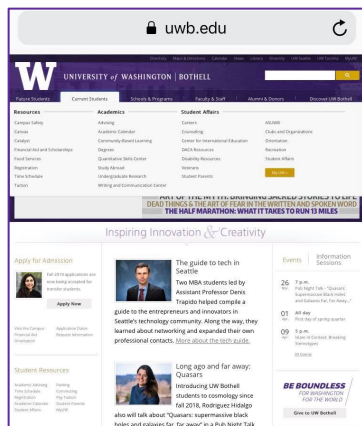 uwb.edu
Directory Maps & Directions Calendar News Library Diversity UW Seattle UW Tacoma MyUW
W UNIVERSITY of WASHINGTON | BOTHELL
Future Students Current Students Schools & Programs Faculty & Staff Alumni & Donors Discover UW Bothell
Resources Academics Student Affairs
Campus Safety Advising Careers ASUWB
Canvas Academic Calendar Counseling Clubs and Organizations
Catalyst Community-Based Learning Center for International Education Orientation
Financial Aid and Scholarships Degrees DACA Resources Recreation
Food Services Quantitative Skills Center Disability Resources Student Affairs
Registration Study Abroad Veterans
Time Schedule Undergraduate Research Student Parents
Tuition Writing and Communication Center
ART OF THE MYTH: BRINGING SACRED STORIES TO LIFE
DEAD THINGS & THE ART OF FEAR IN THE WRITTEN AND SPOKEN WORD
THE HALF MARATHON: WHAT IT TAKES TO RUN 13 MILES
Inspiring Innovation & Creativity
Apply for Admission
Fall 2019 applications are
now being accepted for
transfer students.
Apply Now
Visit the Campus Application Dates
Financial Aid Request Information
Orientation
Student Resources
Academic Advising Parking
Time Schedule Commuting
Registration Pay Tuition
Academic Calendar Student Parents
Student Affairs MyUW
The guide to tech in
Seattle
Two MBA students led by
Assistant Professor Denis
Trapido helped compile a
guide to the entrepreneurs and innovators in
Seattle's technology community. Along the way, they
learned about networking and expanded their own
professional contacts. More about the tech guide.
Long ago and far away:
Quasars
Introducing UW Bothell
students to cosmology since
fall 2018, Rodriguez Hidalgo
also will talk about "Quasars: supermassive black
holes and galaxies far, far away" in a Pub Night Talk
Events Information
Sessions
26 7 p.m.
Pub Night Talk - "Quasars:
Supermassive Black Holes
and Galaxies Far, Far Away..."
01 All day
First day of spring quarter
09 5 p.m.
Islam in Context: Breaking
Stereotypes
All Events
BE BOUNDLESS
FOR WASHINGTON
FOR THE WORLD
Give to UW Bothell